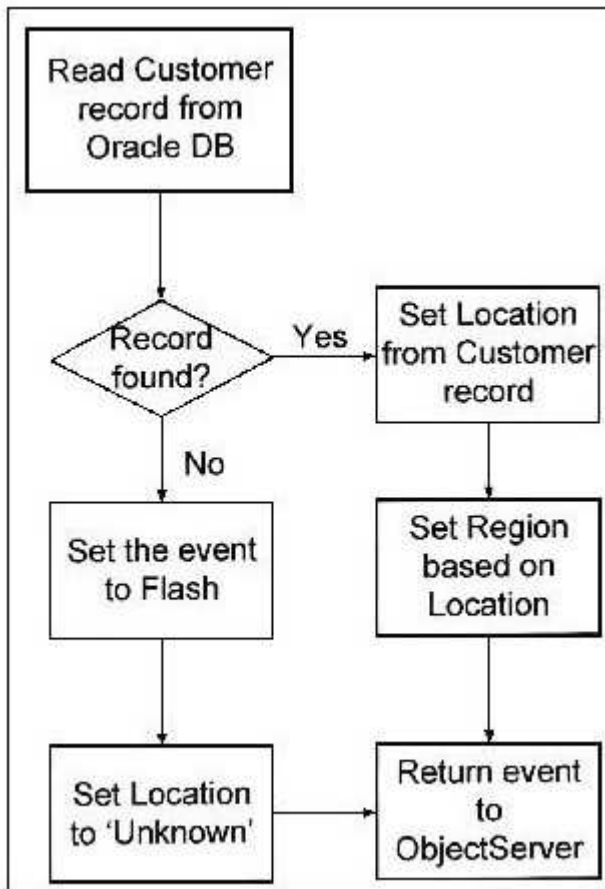 Read Customer
record from
Oracle DB
Record
found?
Yes
Set Location
from Customer
record
No
Set the event
to Flash
Set Region
based on
Location
Set Location
to 'Unknown'
Return event
to
ObjectServer